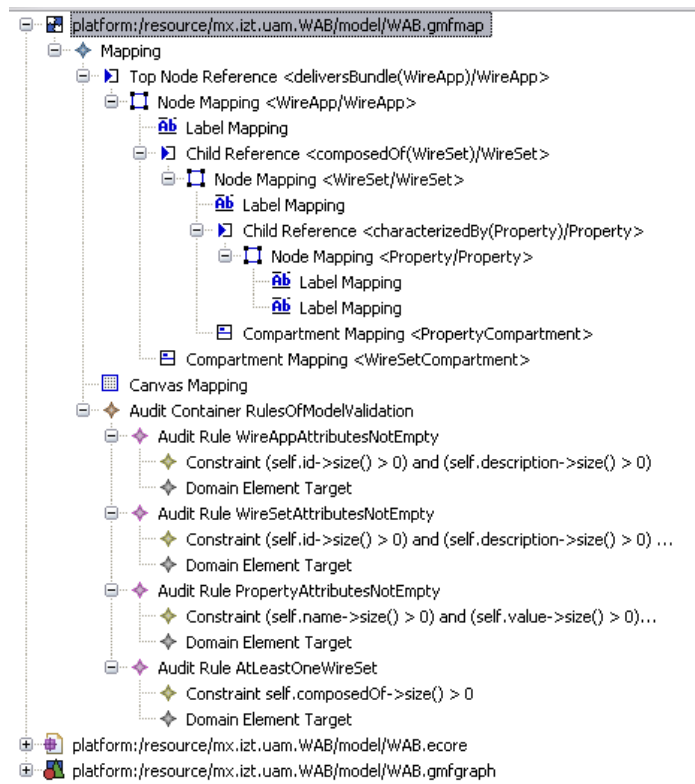 platform:/resource/mx.izt.uam.WAB/model/WAB.gmfmap
Mapping
Top Node Reference <deliversBundle(WireApp)/WireApp>
Node Mapping <WireApp/WireApp>
Ab Label Mapping
Child Reference <composedOf(WireSet)/WireSet>
Node Mapping <WireSet/WireSet>
Ab Label Mapping
Child Reference <characterizedBy(Property)/Property>
Node Mapping <Property/Property>
Ab Label Mapping
Ab Label Mapping
Compartment Mapping <PropertyCompartment>
Compartment Mapping <WireSetCompartment>
Canvas Mapping
Audit Container RulesOfModelValidation
Audit Rule WireAppAttributesNotEmpty
Constraint (self.id->size() > 0) and (self.description->size() > 0)
Domain Element Target
Audit Rule WireSetAttributesNotEmpty
Constraint (self.id->size() > 0) and (self.description->size() > 0) ...
Domain Element Target
Audit Rule PropertyAttributesNotEmpty
Constraint (self.name->size() > 0) and (self.value->size() > 0)...
Domain Element Target
Audit Rule AtLeastOneWireSet
Constraint self.composedOf->size() > 0
Domain Element Target
platform:/resource/mx.izt.uam.WAB/model/WAB.ecore
platform:/resource/mx.izt.uam.WAB/model/WAB.gmfgraph